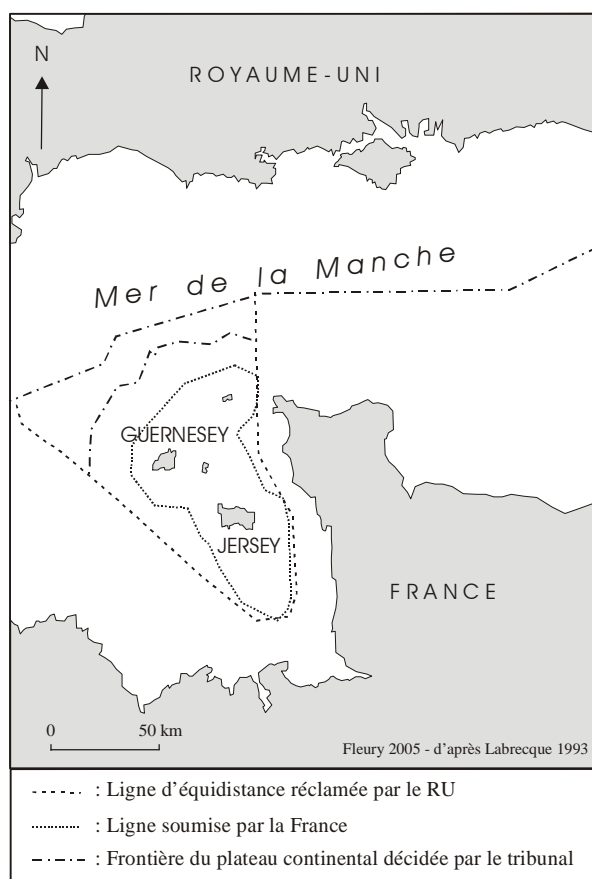 N
ROYAUME-UNI
Mer de la Manche
GUERNESEY
JERSEY
FRANCE
0 50 km
Fleury 2005 - d'après Labrecque 1993
: Ligne d'équidistance réclamée par le RU
: Ligne soumise par la France
: Frontière du plateau continental décidée par le tribunal